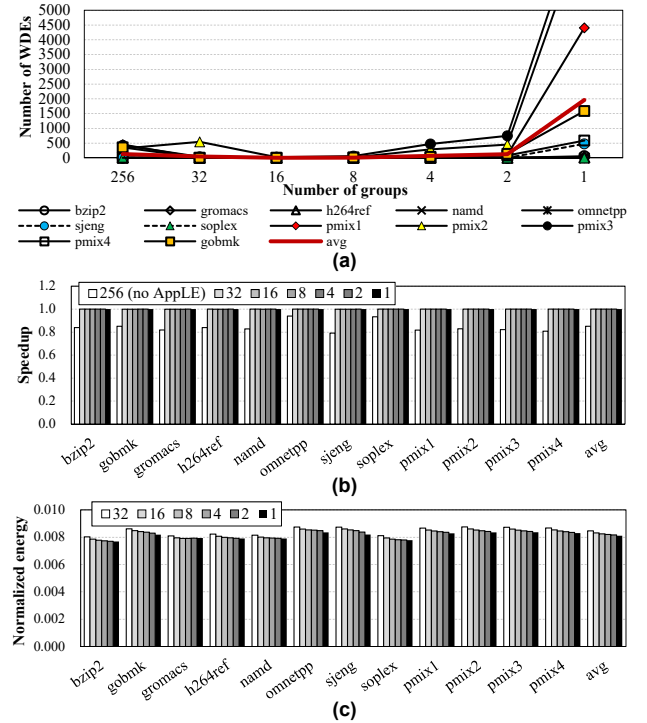 Number of WDEs
5000
4500
4000
3500
3000
2500
2000
1500
1000
500
0
256 32 16 8 4 2 1
Number of groups
bzip2 gromacs h264ref namd omnetpp
sjeng soplex pmix1 pmix2 pmix3
pmix4 gobmk avg
(a)
Speedup
1.2
1.0
0.8
0.6
0.4
0.2
0.0
256 (no AppLE) 32 16 8 4 2 1
bzip2 gobmk gromacs h264ref namd omnetpp sjeng soplex pmix1 pmix2 pmix3 pmix4 avg
(b)
Normalized energy
0.010
0.008
0.006
0.004
0.002
0.000
32 16 8 4 2 1
bzip2 gobmk gromacs h264ref namd omnetpp sjeng soplex pmix1 pmix2 pmix3 pmix4 avg
(c)